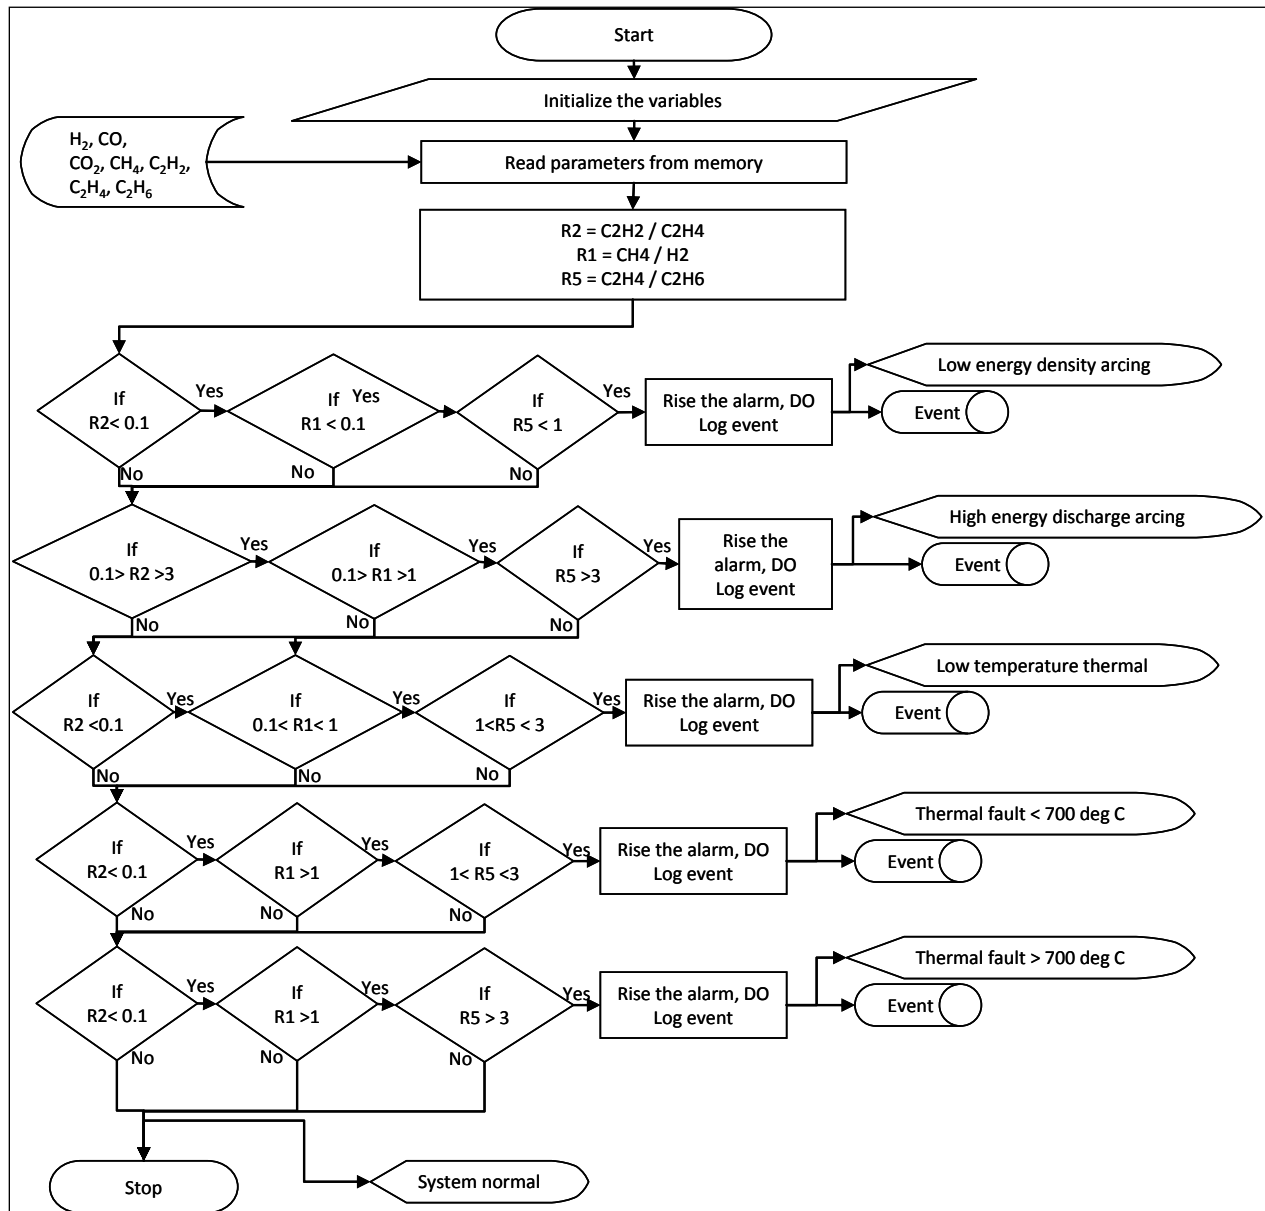 Start
Initialize the variables
H₂, CO,
CO₂, CH₄, C₂H₂,
C₂H₄, C₂H₆
Read parameters from memory
R2 = C2H2 / C2H4
R1 = CH4 / H2
R5 = C2H4 / C2H6
If
R2< 0.1
Yes
No
If Yes
R1 < 0.1
No
If
R5 < 1
Yes
No
Rise the alarm, DO
Log event
Low energy density arcing
Event
If
0.1> R2 >3
Yes
No
If
0.1> R1 >1
Yes
No
If
R5 >3
Yes
No
Rise the
alarm, DO
Log event
High energy discharge arcing
Event
If
R2 <0.1
Yes
No
If
0.1< R1< 1
Yes
No
If
1<R5 < 3
Yes
No
Rise the alarm, DO
Log event
Low temperature thermal
Event
If
R2< 0.1
Yes
No
If
R1 >1
Yes
No
If
1< R5 <3
Yes
No
Rise the alarm, DO
Log event
Thermal fault < 700 deg C
Event
If
R2< 0.1
Yes
No
If
R1 >1
Yes
No
If
R5 > 3
Yes
No
Rise the alarm, DO
Log event
Thermal fault > 700 deg C
Event
Stop
System normal